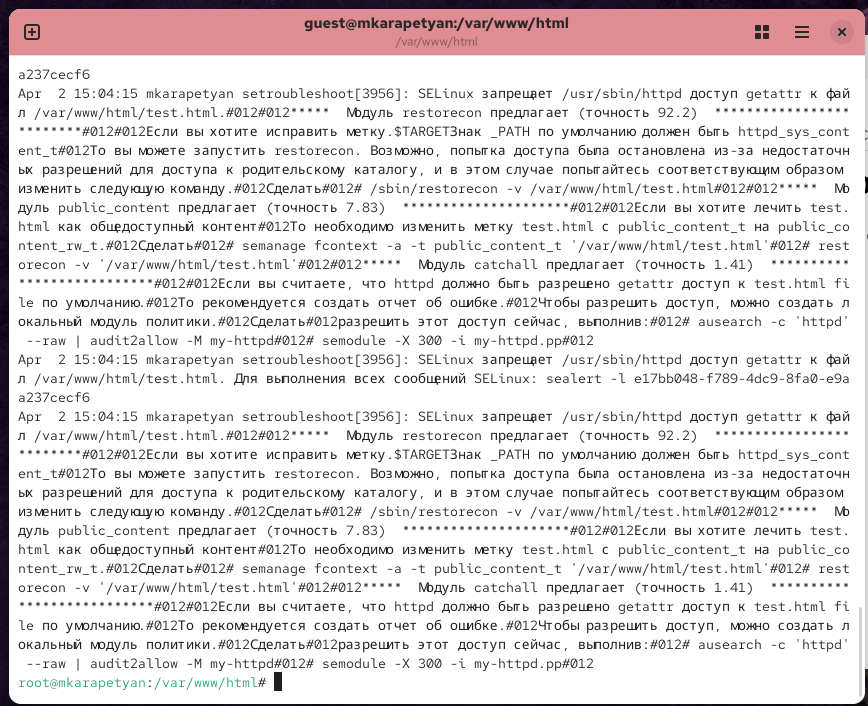 guest@mkarapetyan:/var/www/html
/var/www/html
a237cecf6
Apr  2 15:04:15 mkarapetyan setroubleshoot[3956]: SELinux запрещает /usr/sbin/httpd доступ getattr к фай
л /var/www/html/test.html.#012#012*****  Модуль restorecon предлагает (точность 92.2)  *****************
********#012#012Если вы хотите исправить метку.$TARGETЗнак _PATH по умолчанию должен быть httpd_sys_cont
ent_t#012То вы можете запустить restorecon. Возможно, попытка доступа была остановлена из-за недостаточн
ых разрешений для доступа к родительскому каталогу, и в этом случае попытайтесь соответствующим образом
изменить следующую команду.#012Сделать#012# /sbin/restorecon -v /var/www/html/test.html#012#012*****  Мо
дуль public_content предлагает (точность 7.83)  *********************#012#012Если вы хотите лечить test.
html как общедоступный контент#012То необходимо изменить метку test.html с public_content_t на public_co
ntent_rw_t.#012Сделать#012# semanage fcontext -a -t public_content_t '/var/www/html/test.html'#012# rest
orecon -v '/var/www/html/test.html'#012#012*****  Модуль catchall предлагает (точность 1.41)  **********
*****************#012#012Если вы считаете, что httpd должно быть разрешено getattr доступ к test.html fi
le по умолчанию.#012То рекомендуется создать отчет об ошибке.#012Чтобы разрешить доступ, можно создать л
окальный модуль политики.#012Сделать#012разрешить этот доступ сейчас, выполнив:#012# ausearch -c 'httpd'
 --raw | audit2allow -M my-httpd#012# semodule -X 300 -i my-httpd.pp#012
Apr  2 15:04:15 mkarapetyan setroubleshoot[3956]: SELinux запрещает /usr/sbin/httpd доступ getattr к фай
л /var/www/html/test.html. Для выполнения всех сообщений SELinux: sealert -l e17bb048-f789-4dc9-8fa0-e9a
a237cecf6
Apr  2 15:04:15 mkarapetyan setroubleshoot[3956]: SELinux запрещает /usr/sbin/httpd доступ getattr к фай
л /var/www/html/test.html.#012#012*****  Модуль restorecon предлагает (точность 92.2)  *****************
********#012#012Если вы хотите исправить метку.$TARGETЗнак _PATH по умолчанию должен быть httpd_sys_cont
ent_t#012То вы можете запустить restorecon. Возможно, попытка доступа была остановлена из-за недостаточн
ых разрешений для доступа к родительскому каталогу, и в этом случае попытайтесь соответствующим образом
изменить следующую команду.#012Сделать#012# /sbin/restorecon -v /var/www/html/test.html#012#012*****  Мо
дуль public_content предлагает (точность 7.83)  *********************#012#012Если вы хотите лечить test.
html как общедоступный контент#012То необходимо изменить метку test.html с public_content_t на public_co
ntent_rw_t.#012Сделать#012# semanage fcontext -a -t public_content_t '/var/www/html/test.html'#012# rest
orecon -v '/var/www/html/test.html'#012#012*****  Модуль catchall предлагает (точность 1.41)  **********
*****************#012#012Если вы считаете, что httpd должно быть разрешено getattr доступ к test.html fi
le по умолчанию.#012То рекомендуется создать отчет об ошибке.#012Чтобы разрешить доступ, можно создать л
окальный модуль политики.#012Сделать#012разрешить этот доступ сейчас, выполнив:#012# ausearch -c 'httpd'
 --raw | audit2allow -M my-httpd#012# semodule -X 300 -i my-httpd.pp#012
root@mkarapetyan:/var/www/html#